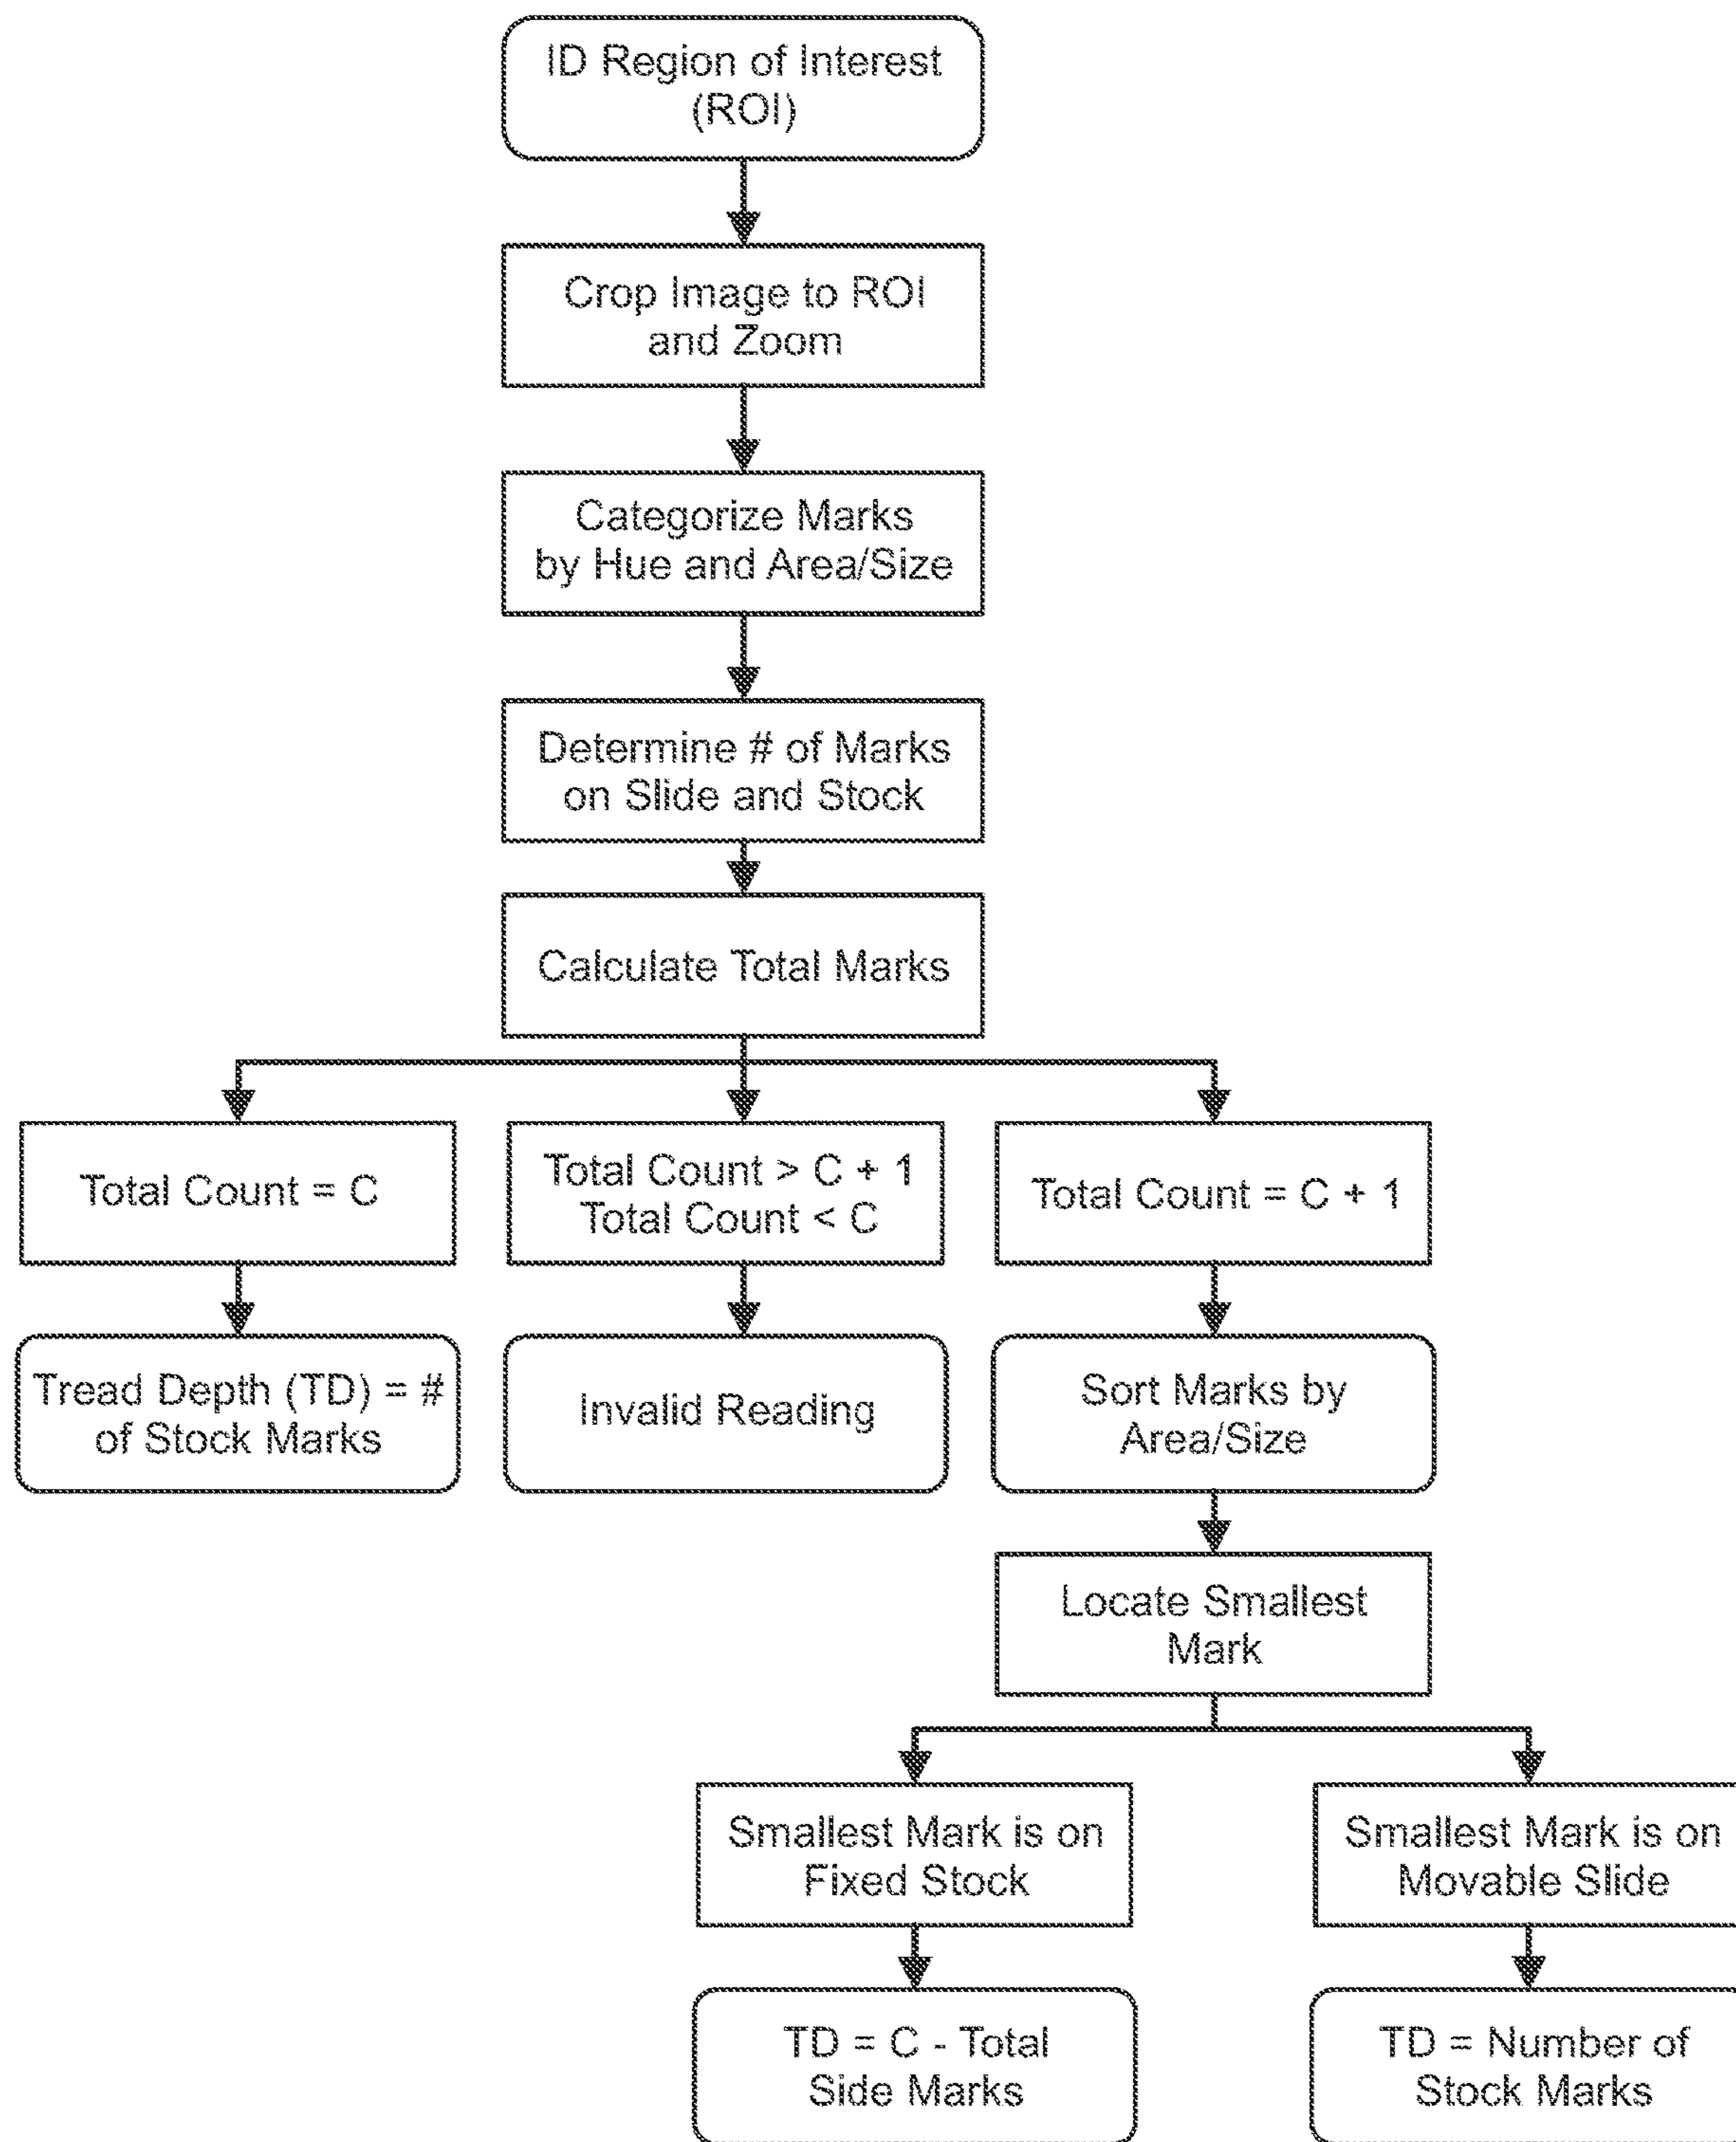 ID Region of Interest
(ROI)
Crop Image to ROI
and Zoom
Categorize Marks
by Hue and Area/Size
Determine # of Marks
on Slide and Stock
Calculate Total Marks
Total Count = C
Total Count > C + 1
Total Count < C
Total Count = C + 1
Tread Depth (TD) = #
of Stock Marks
Invalid Reading
Sort Marks by
Area/Size
Locate Smallest
Mark
Smallest Mark is on
Fixed Stock
Smallest Mark is on
Movable Slide
TD = C - Total
Side Marks
TD = Number of
Stock Marks